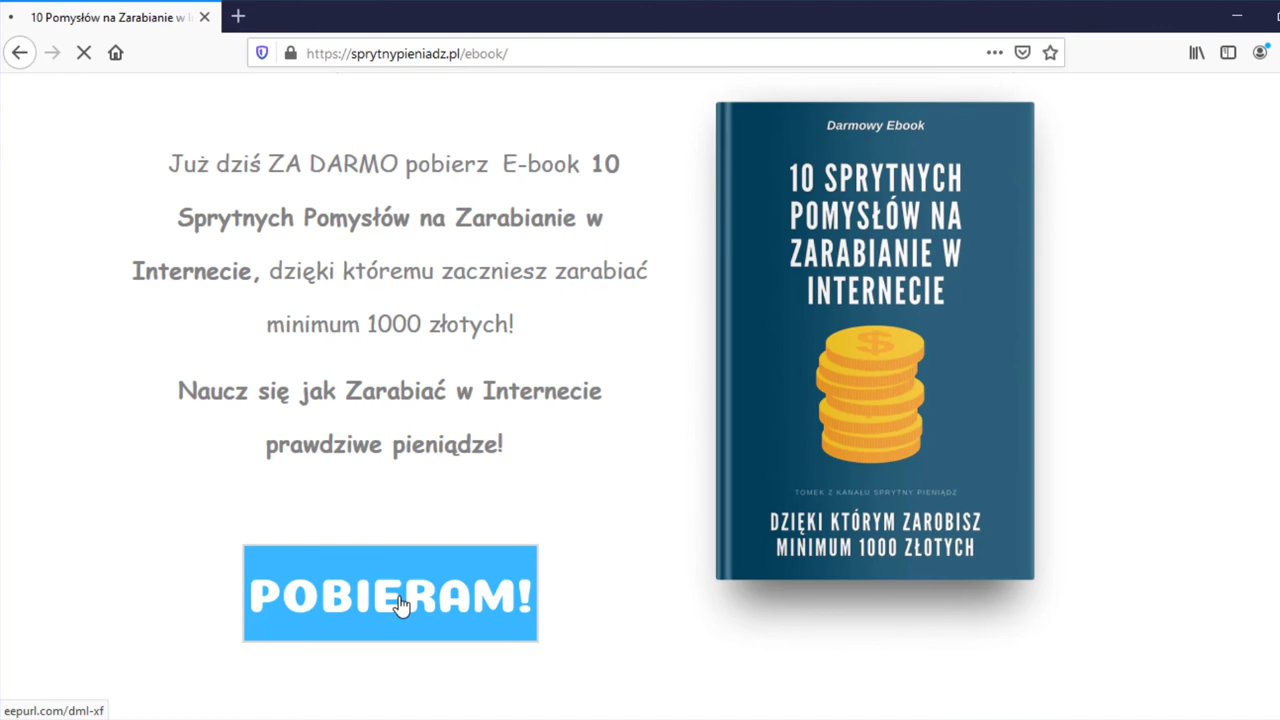 10 Pomysłów na Zarabianie w I
https://sprytnypieniadz.pl/ebook/
Już dziś ZA DARMO pobierz E-book 10
Sprytnych Pomysłów na Zarabianie w
Internecie, dzięki któremu zaczniesz zarabiać
minimum 1000 złotych!
Naucz się jak Zarabiać w Internecie
prawdziwe pieniądze!
POBIERAM!
Darmowy Ebook
10 SPRYTNYCH
POMYSŁÓW NA
ZARABIANIE W
INTERNECIE
TOMEK Z KANAŁU SPRYTNY PIENIĄDZ
DZIĘKI KTÓRYM ZAROBISZ
MINIMUM 1000 ZŁOTYCH
eepurl.com/dml-xf